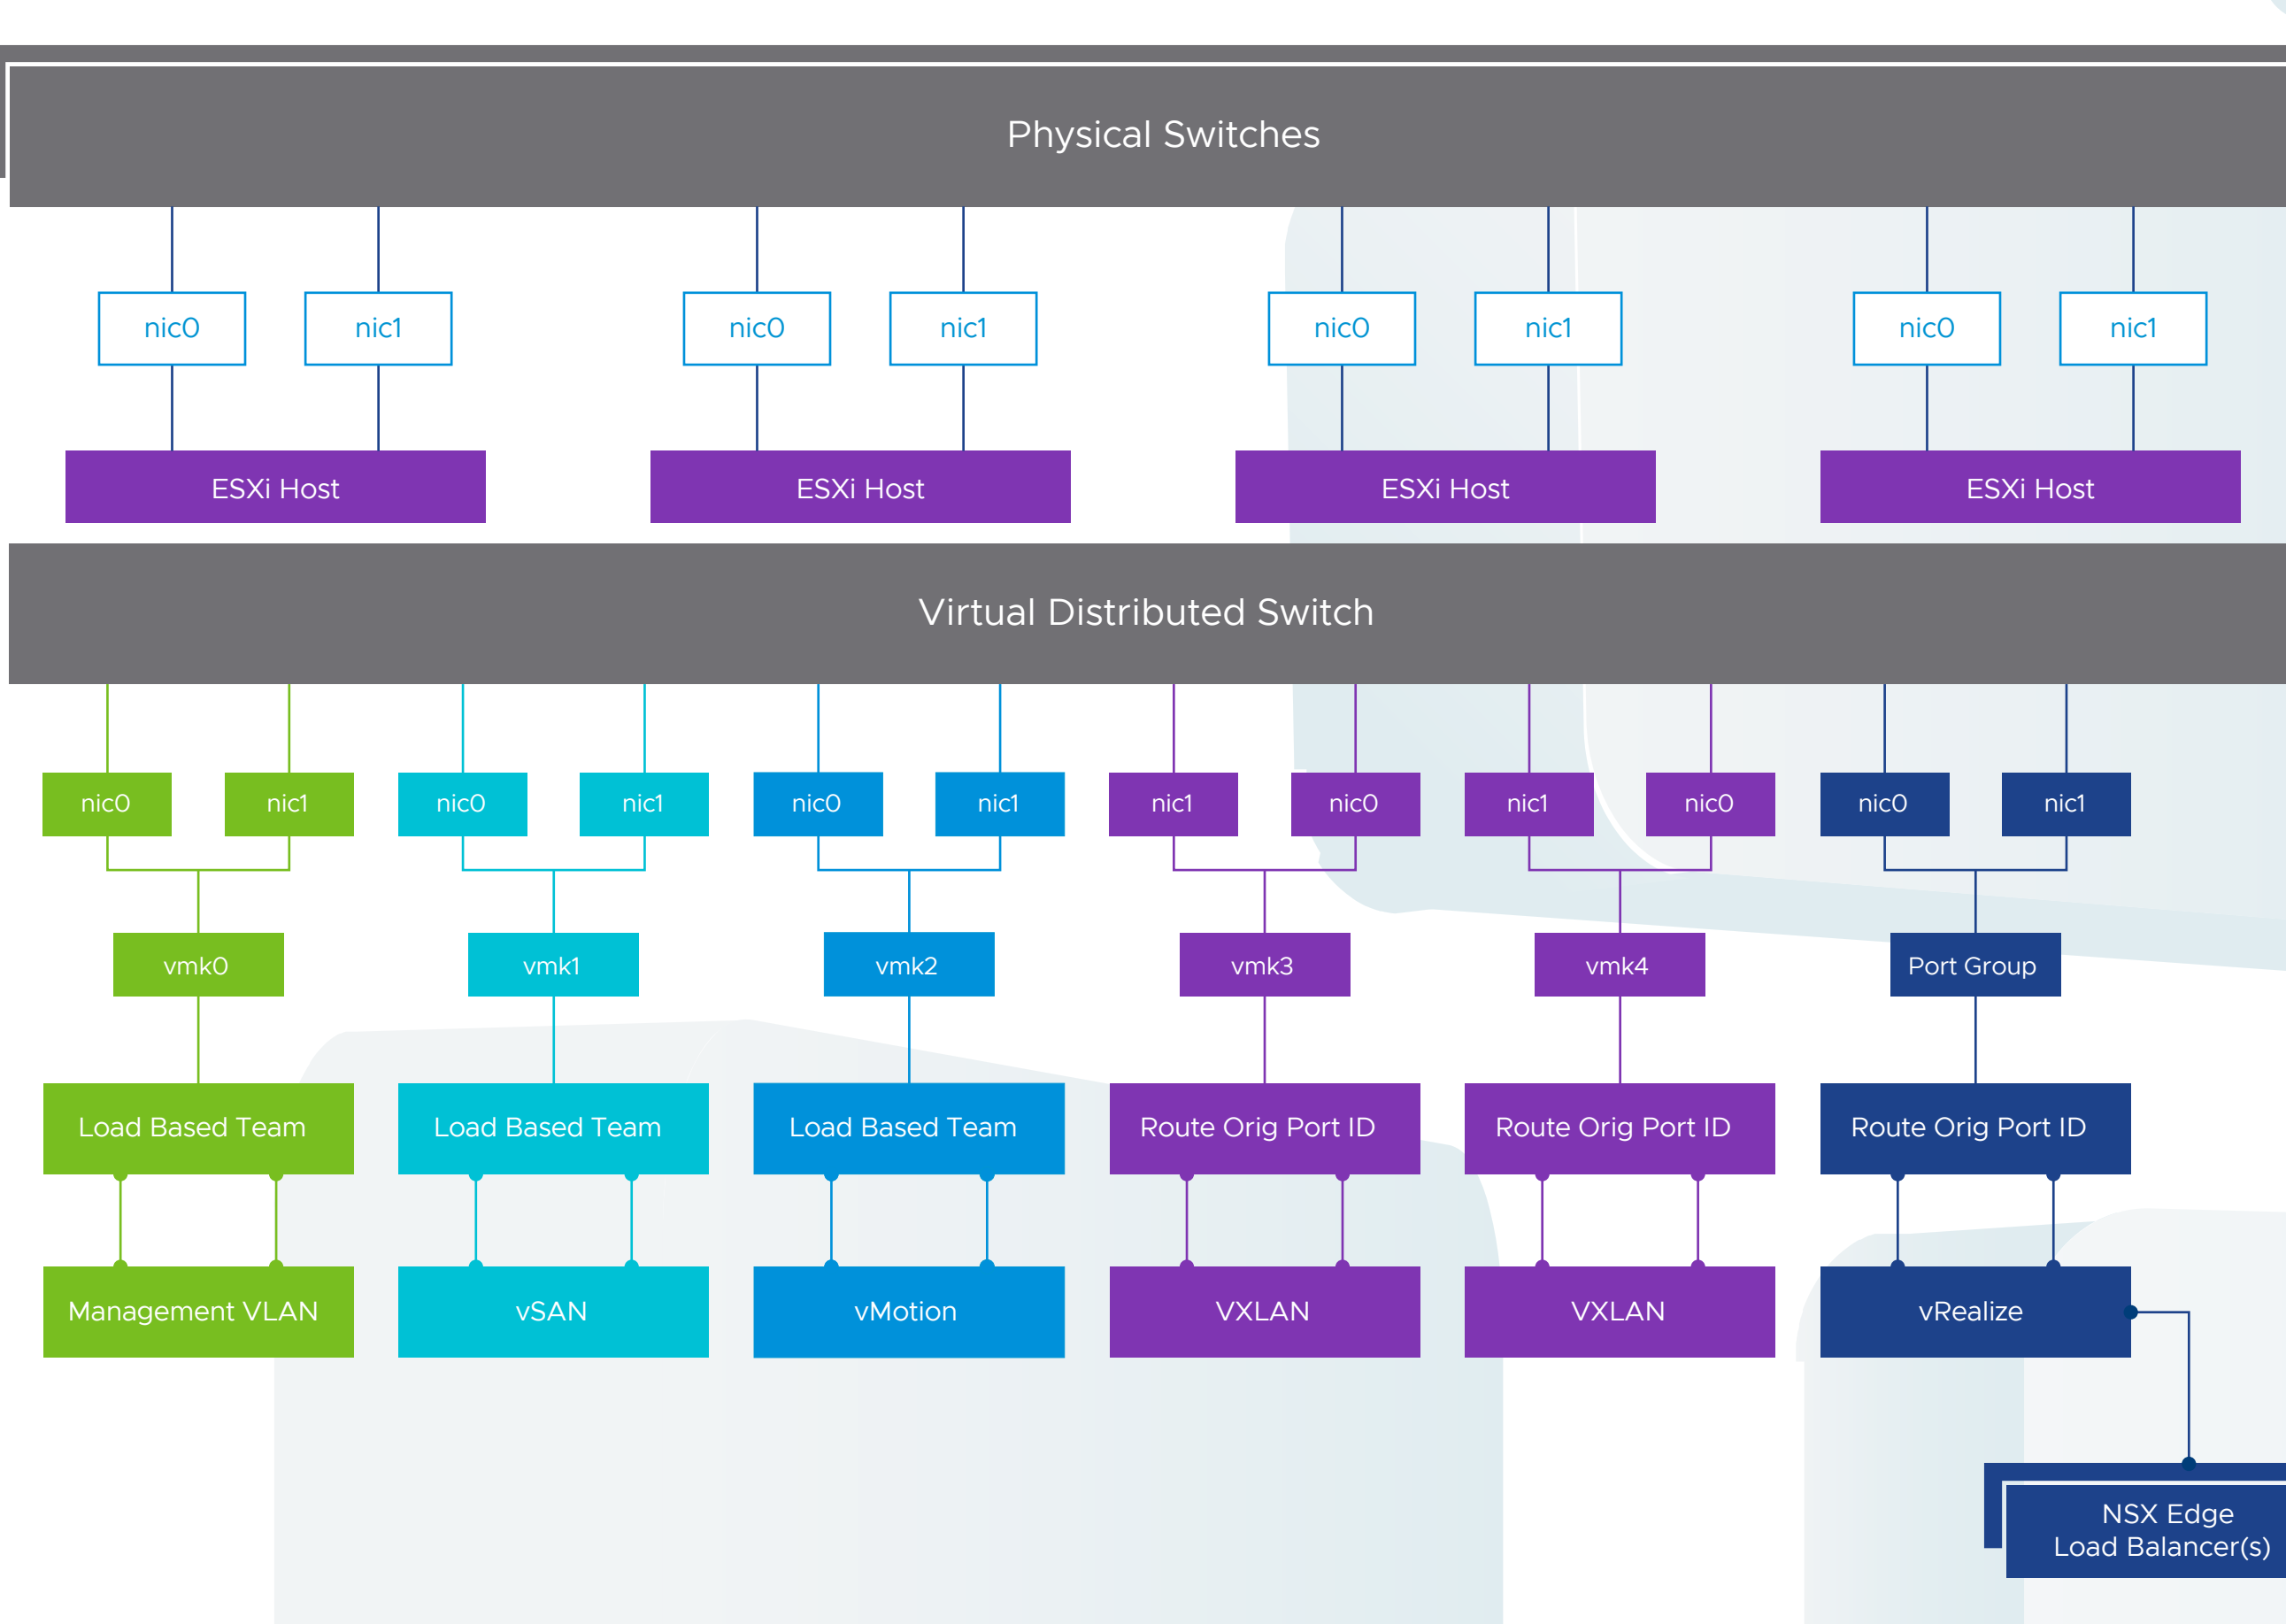 Physical Switches
nic0 nic1 nic0 nic1 nic0 nic1 nic0 nic1
ESXi Host ESXi Host ESXi Host ESXi Host
Virtual Distributed Switch
nic0 nic1 nic0 nic1 nic0 nic1 nic1 nic0 nic1 nic0 nic0 nic1
vmk0 vmk1 vmk2 vmk3 vmk4 Port Group
Load Based Team Load Based Team Load Based Team Route Orig Port ID Route Orig Port ID Route Orig Port ID
Management VLAN vSAN vMotion VXLAN VXLAN vRealize
NSX Edge
Load Balancer(s)